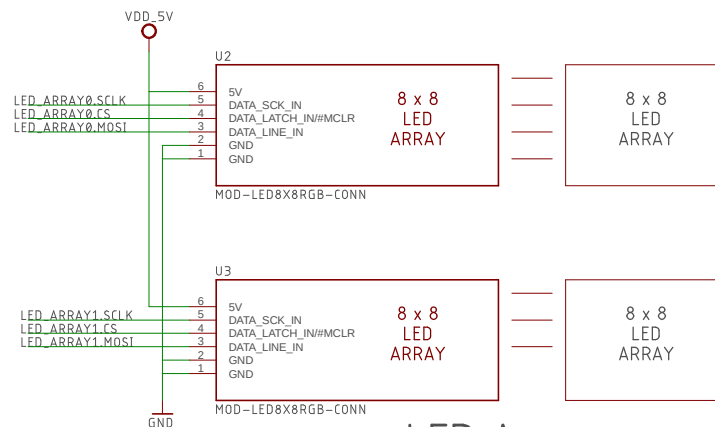 VDD_5V
U2
6 5V
LED_ARRAY0.SCLK 5 DATA_SCK_IN
LED_ARRAY0.CS 4 DATA_LATCH_IN/#MCLR
LED_ARRAY0.MOSI 3 DATA_LINE_IN
2 GND
1 GND
8 x 8
LED
ARRAY
8 x 8
LED
ARRAY
MOD-LED8X8RGB-CONN
U3
6 5V
LED_ARRAY1.SCLK 5 DATA_SCK_IN
LED_ARRAY1.CS 4 DATA_LATCH_IN/#MCLR
LED_ARRAY1.MOSI 3 DATA_LINE_IN
2 GND
1 GND
8 x 8
LED
ARRAY
8 x 8
LED
ARRAY
MOD-LED8X8RGB-CONN
GND